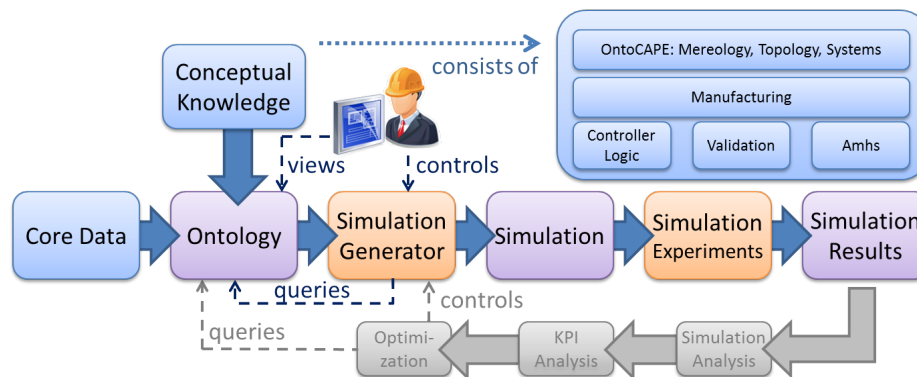 Conceptual
Knowledge
consists of
OntoCAPE: Mereology, Topology, Systems
Manufacturing
Controller
Logic
Validation
Amhs
views
controls
Core Data
Ontology
Simulation
Generator
Simulation
Simulation
Experiments
Simulation
Results
queries
controls
queries
Optimi-
zation
KPI
Analysis
Simulation
Analysis